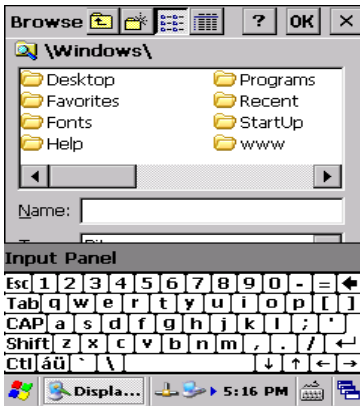 Browse ? OK ×
\Windows\
Desktop Programs
Favorites Recent
Fonts StartUp
Help www
Name:
Input Panel
Esc 1 2 3 4 5 6 7 8 9 0 - =
Tab q w e r t y u i o p [ ]
CAP a s d f g h j k l ; '
Shift z x c v b n m , . /
Ctl áü ` \ ↓ ↑ ← →
Displa... 5:16 PM